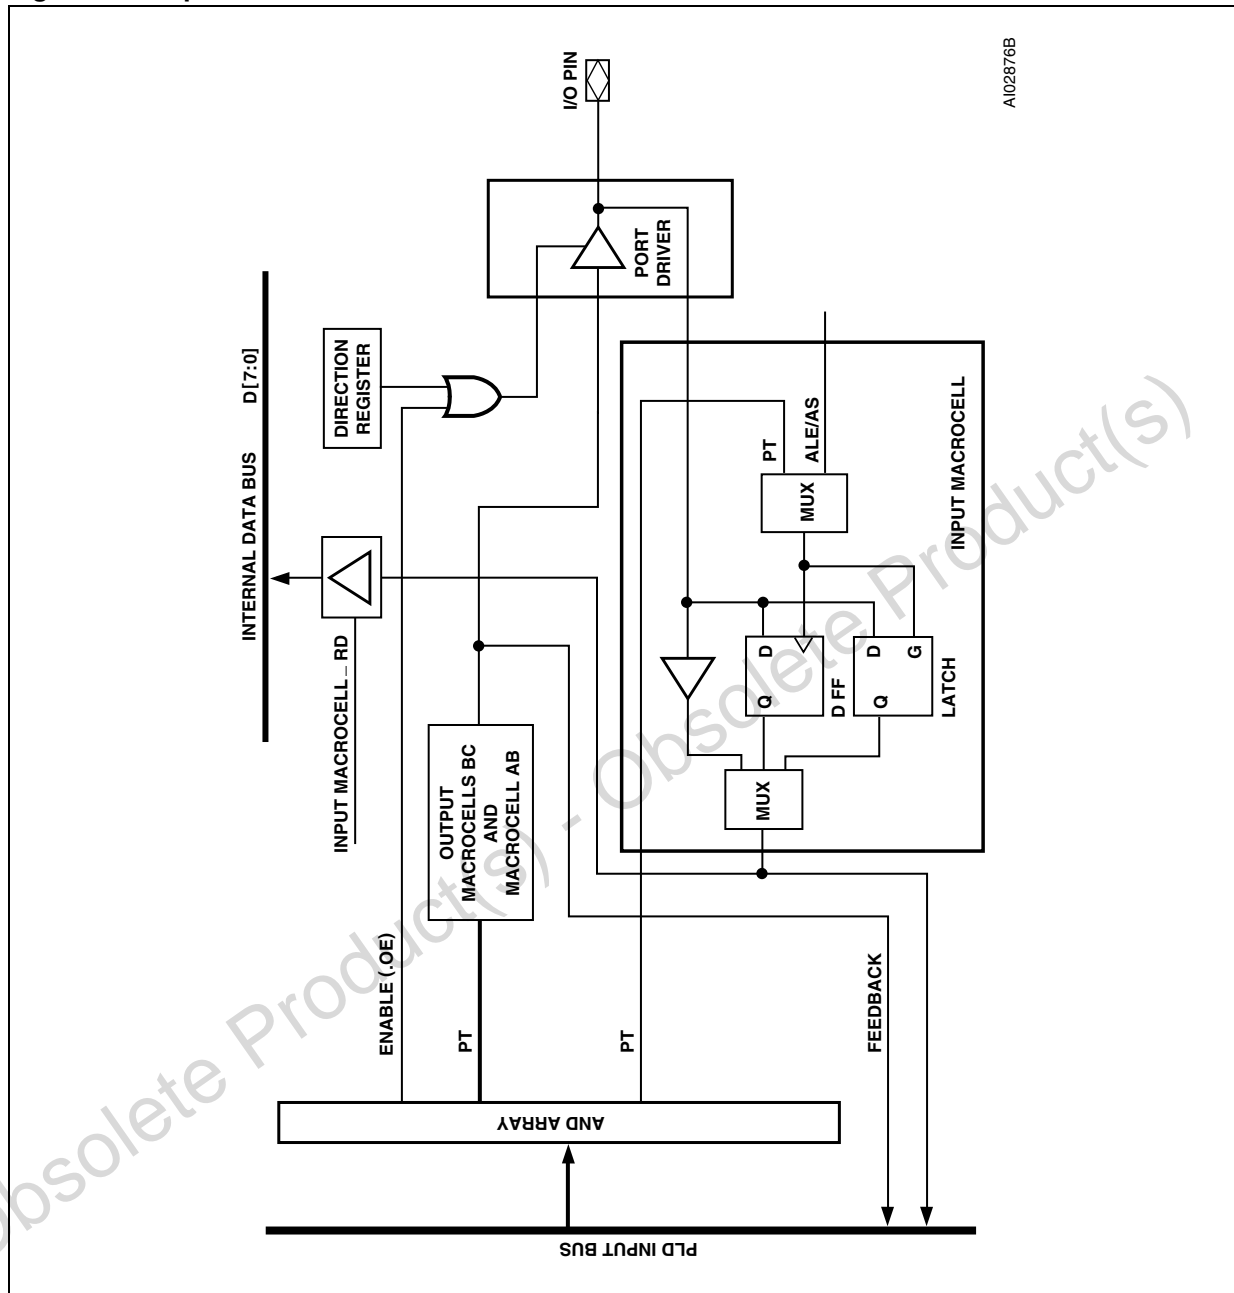 I/O PIN
AI02876B
PORT
DRIVER
INTERNAL DATA BUS D[7:0]
DIRECTION
REGISTER
INPUT MACROCELL_RD
ENABLE (.OE)
OUTPUT
MACROCELLS BC
AND
MACROCELL AB
PT
PT
AND ARRAY
PLD INPUT BUS
FEEDBACK
INPUT MACROCELL
PT
ALE/AS
MUX
D
Q
D FF
D
G
Q
LATCH
MUX
Obsolete Product(s) - Obsolete Product(s)